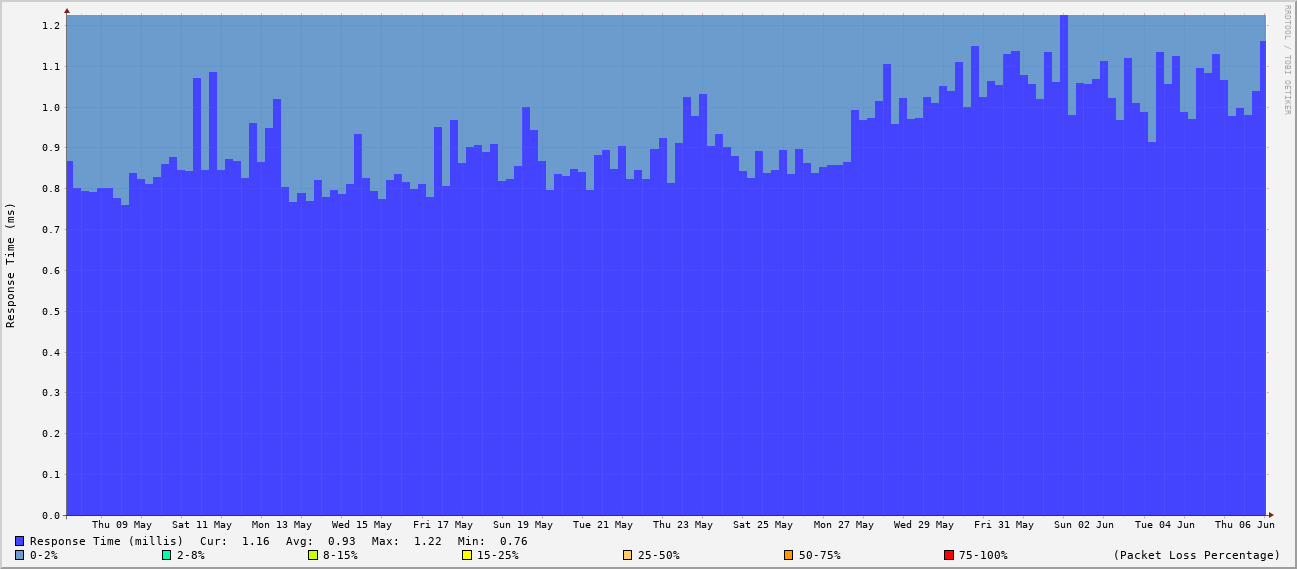 RRDTOOL / TOBI OETIKER
Response Time (ms)
1.2
1.1
1.0
0.9
0.8
0.7
0.6
0.5
0.4
0.3
0.2
0.1
0.0
Thu 09 May Sat 11 May Mon 13 May Wed 15 May Fri 17 May Sun 19 May Tue 21 May Thu 23 May Sat 25 May Mon 27 May Wed 29 May Fri 31 May Sun 02 Jun Tue 04 Jun Thu 06 Jun
Response Time (millis) Cur: 1.16 Avg: 0.93 Max: 1.22 Min: 0.76
0-2% 2-8% 8-15% 15-25% 25-50% 50-75% 75-100% (Packet Loss Percentage)